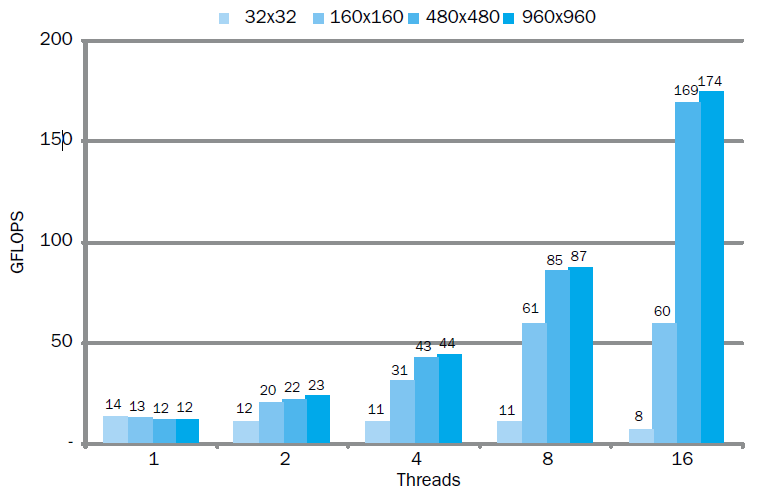 32x32 160x160 480x480 960x960
200
150
100
50
-
GFLOPS
14 13 12 12
12 20 22 23
11 31 43 44
11 61 85 87
8 60 169 174
1 2 4 8 16
Threads